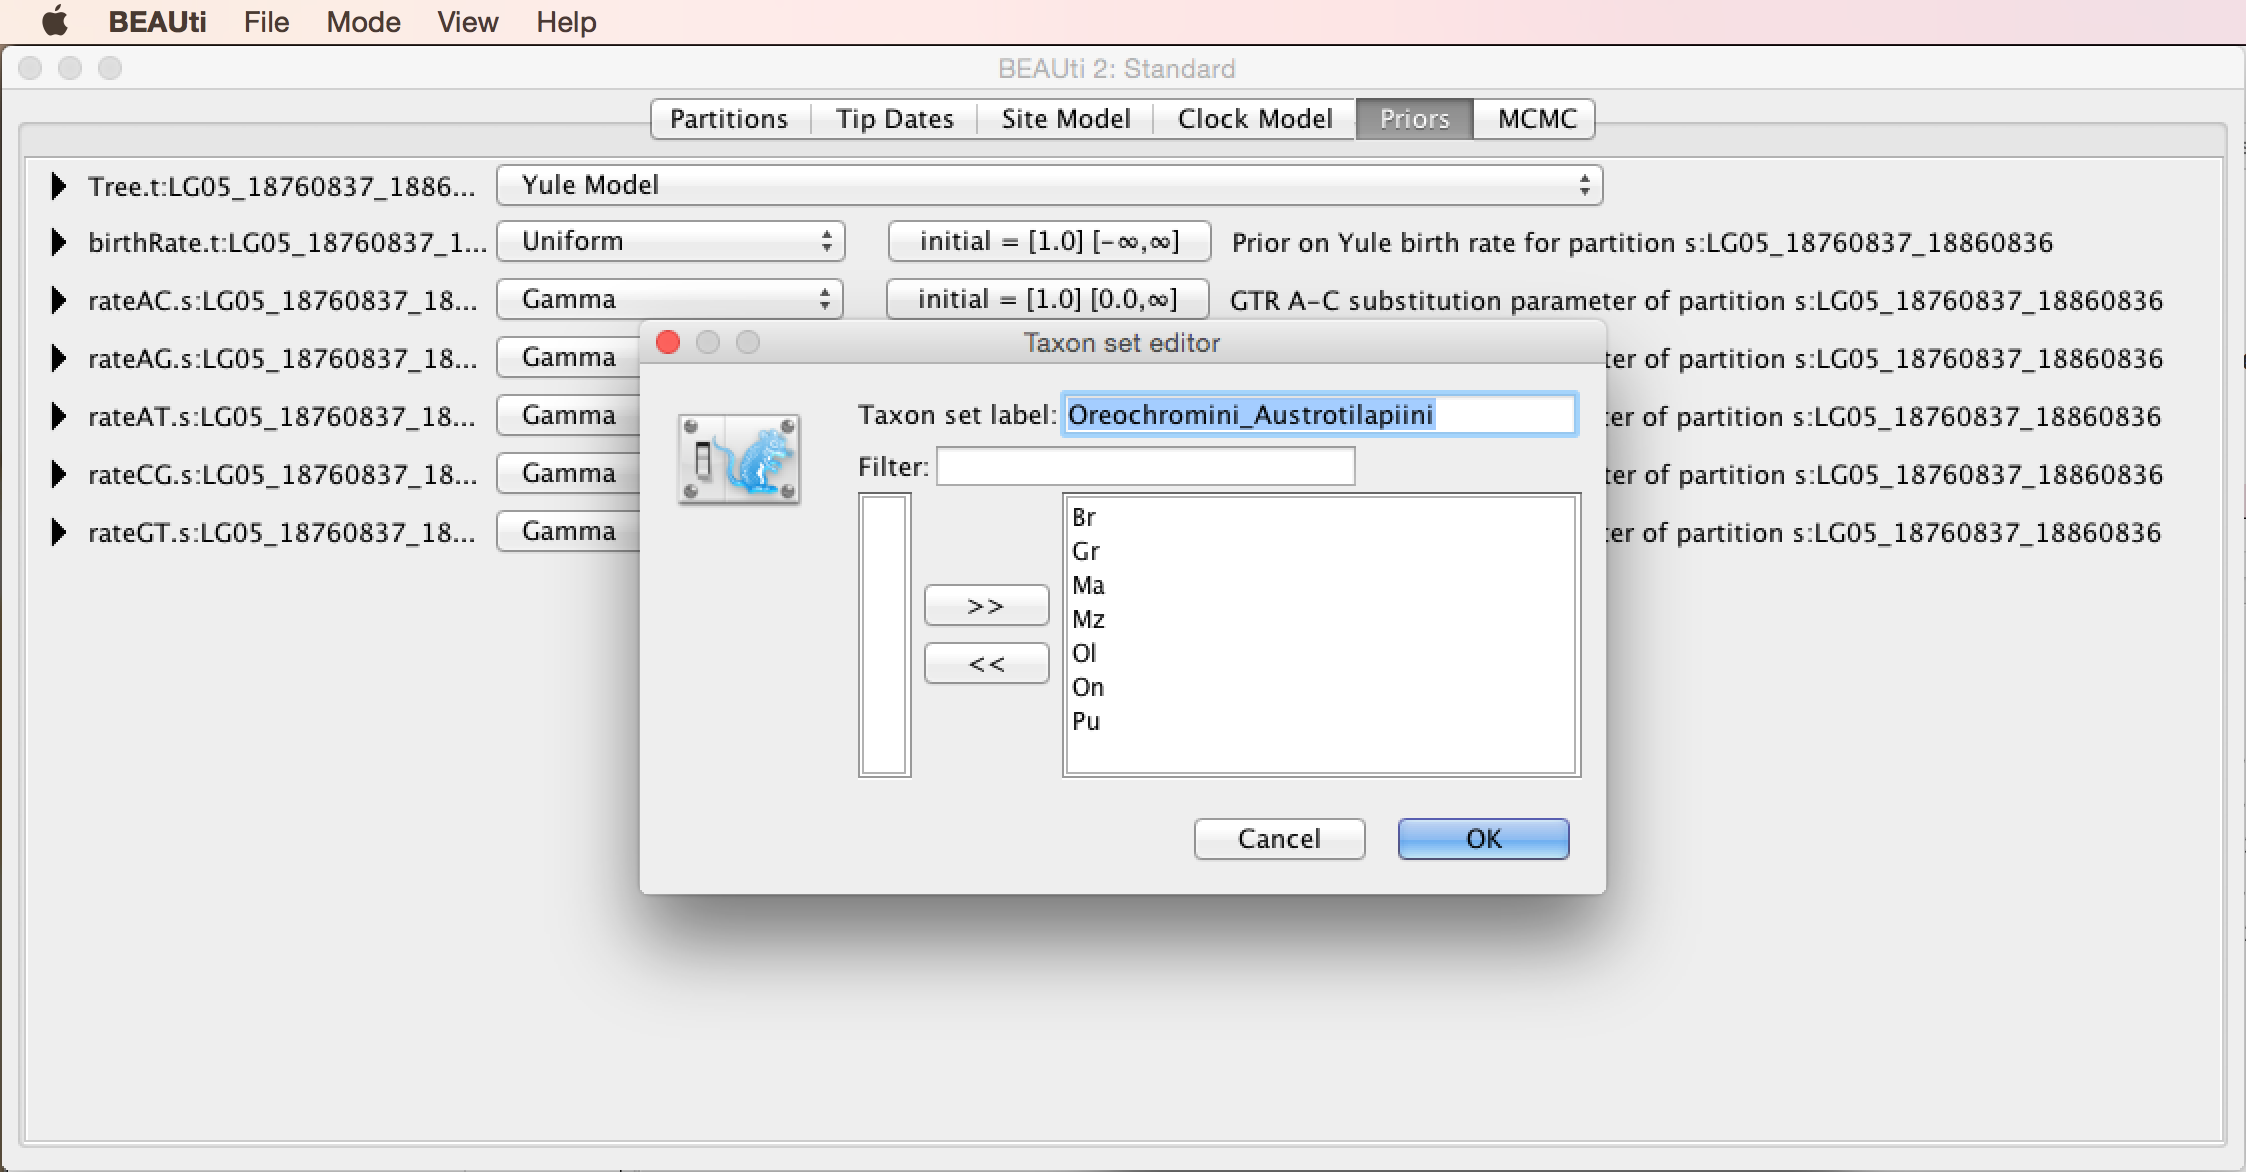 BEAUti File Mode View Help
BEAUti 2: Standard
Partitions Tip Dates Site Model Clock Model Priors MCMC
Tree.t:LG05_18760837_1886... Yule Model
birthRate.t:LG05_18760837_1... Uniform initial = [1.0] [-∞,∞] Prior on Yule birth rate for partition s:LG05_18760837_18860836
rateAC.s:LG05_18760837_18... Gamma initial = [1.0] [0.0,∞] GTR A-C substitution parameter of partition s:LG05_18760837_18860836
rateAG.s:LG05_18760837_18... Gamma ter of partition s:LG05_18760837_18860836
rateAT.s:LG05_18760837_18... Gamma ter of partition s:LG05_18760837_18860836
rateCG.s:LG05_18760837_18... Gamma ter of partition s:LG05_18760837_18860836
rateGT.s:LG05_18760837_18... Gamma ter of partition s:LG05_18760837_18860836
Taxon set editor
Taxon set label: Oreochromini_Austrotilapiini
Filter:
Br
Gr
Ma
Mz
Ol
On
Pu
>>
<<
Cancel OK